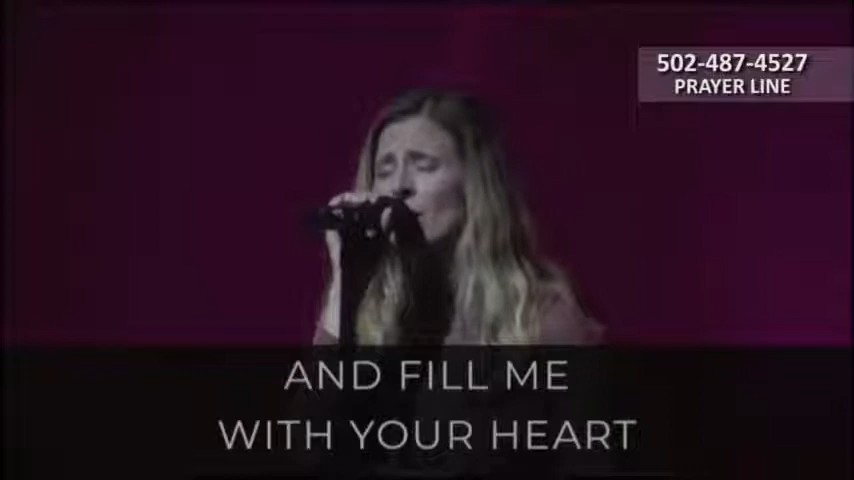 502-487-4527
PRAYER LINE
AND FILL ME
WITH YOUR HEART